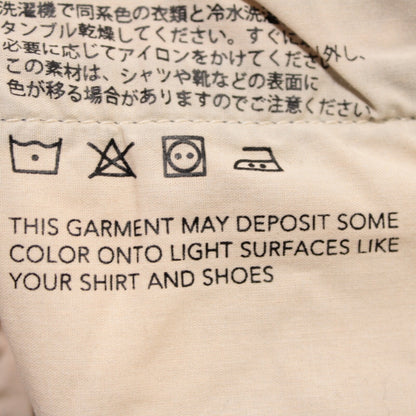 洗濯機で同系色の衣類と冷水洗濯
タンブル乾燥してください。すぐに
必要に応じてアイロンをかけてください
この素材は、シャツや靴などの表面に
色が移る場合がありますのでご注意ください
THIS GARMENT MAY DEPOSIT SOME
COLOR ONTO LIGHT SURFACES LIKE
YOUR SHIRT AND SHOES